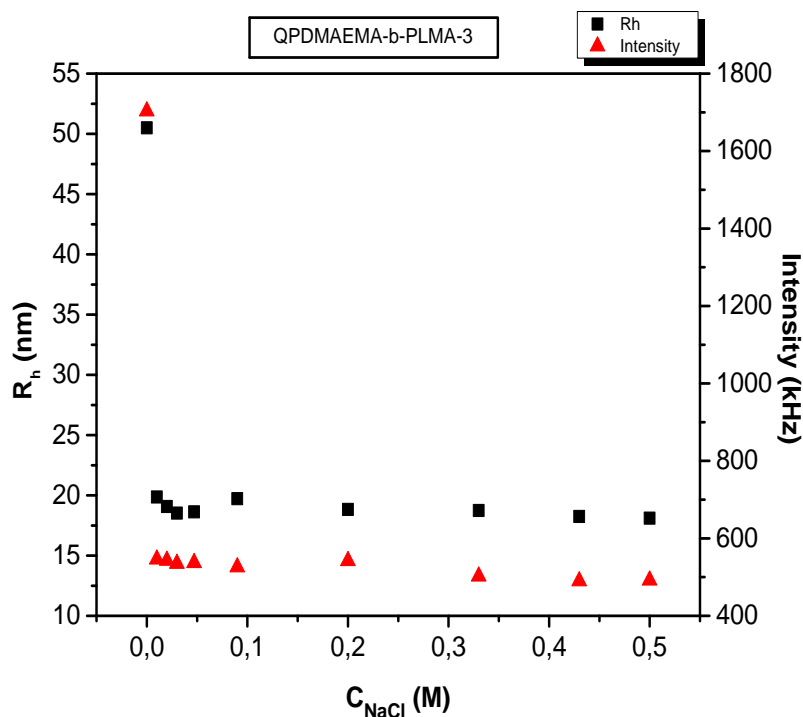 QPDMAEMA-b-PLMA-3
Rh
Intensity
55
50
45
40
35
30
25
20
15
10
R_h (nm)
1800
1600
1400
1200
1000
800
600
400
Intensity (kHz)
0,0 0,1 0,2 0,3 0,4 0,5
C_NaCl (M)